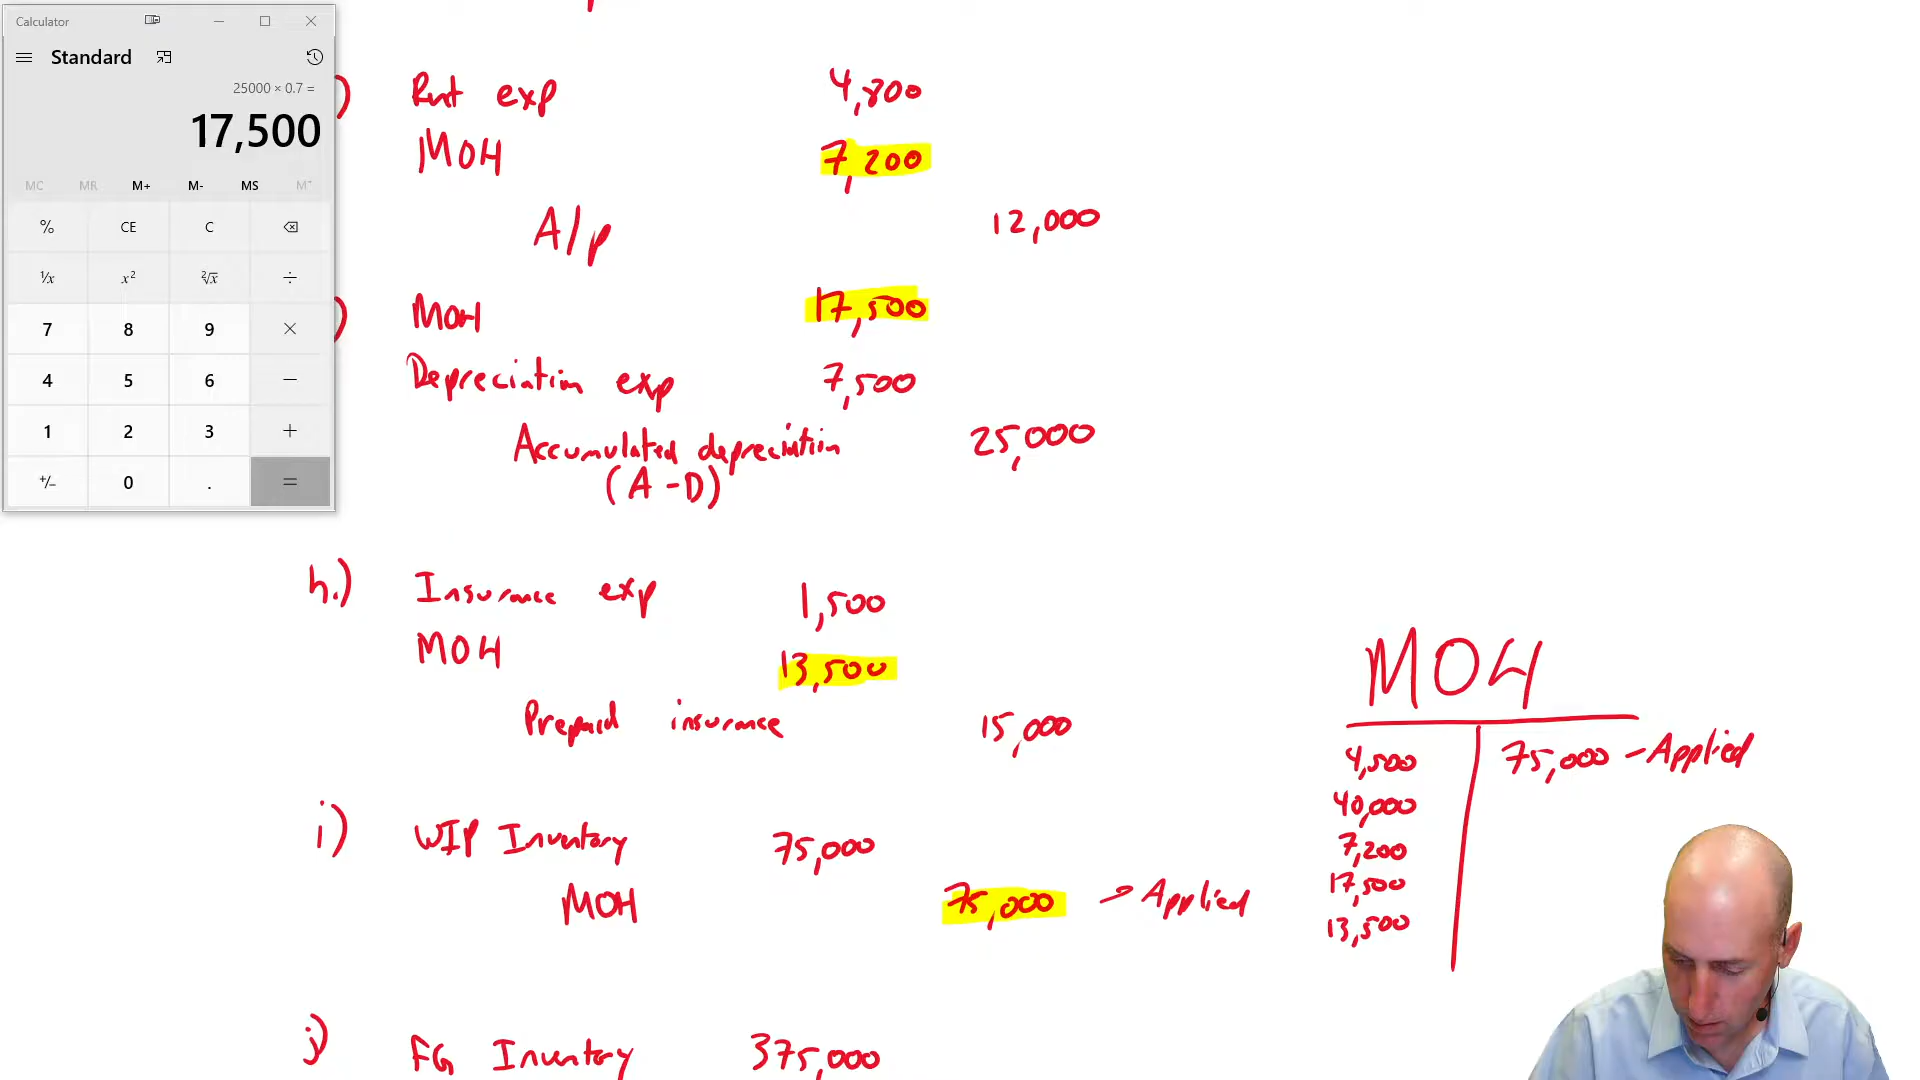 Calculator
Standard
25000 × 0.7 =
17,500
MC MR M+ M- MS
% CE C
1/x x² ²√x ÷
7 8 9 ×
4 5 6 −
1 2 3 +
+/− 0 . =
) Rent exp 4,800
MOH 7,200
A/p 12,000
) MOH 17,500
Depreciation exp 7,500
Accumulated depreciation 25,000
(A-D)
h.) Insurance exp 1,500
MOH 13,500
Prepaid insurance 15,000
i) WIP Inventory 75,000
MOH 75,000 → Applied
j) FG Inventory 375,000
MOH
4,500 75,000 - Applied
40,000
7,200
17,500
13,500